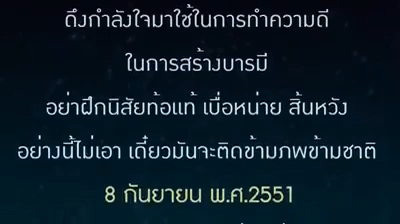 ดึงกำลังใจมาใช้ในการทำความดี
ในการสร้างบารมี
อย่าฝึกนิสัยท้อแท้ เบื่อหน่าย สิ้นหวัง
อย่างนี้ไม่เอา เดี๋ยวมันจะติดข้ามภพข้ามชาติ
8 กันยายน พ.ศ.2551